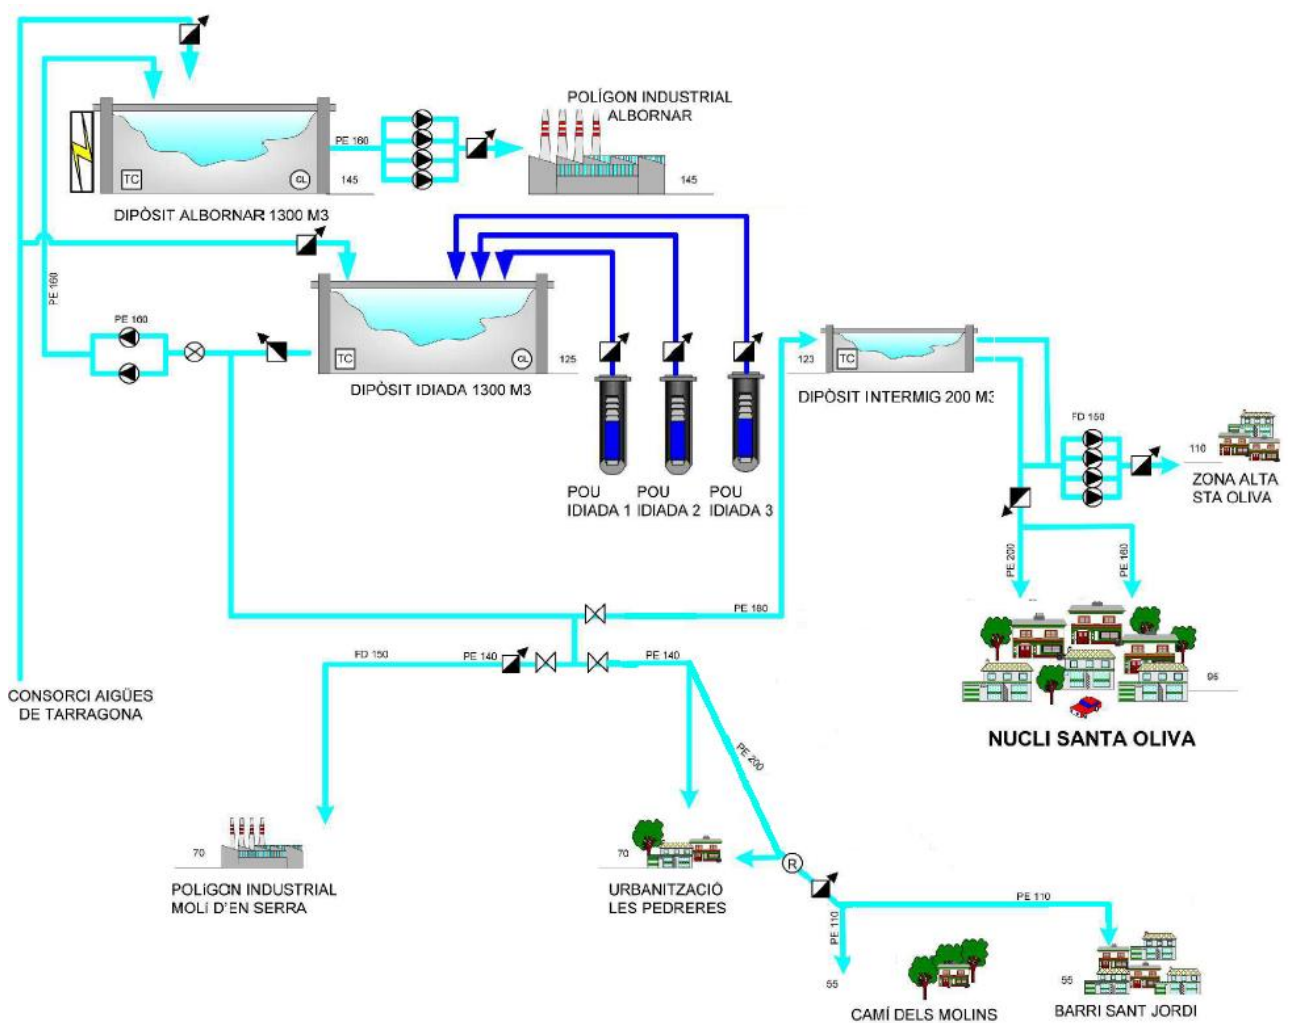 POLÍGON INDUSTRIAL
ALBORNAR
PE 160
TC
CL
145
145
DIPÒSIT ALBORNAR 1300 M3
PE 160
PE 160
TC
CL
125
DIPÒSIT IDIADA 1300 M3
123
TC
DIPÒSIT INTERMIG 200 M3
FD 150
110
ZONA ALTA
STA OLIVA
POU
IDIADA 1
POU
IDIADA 2
POU
IDIADA 3
PE 200
PE 160
PE 180
FD 150
PE 140
PE 140
CONSORCI AIGÜES
DE TARRAGONA
95
NUCLI SANTA OLIVA
PE 200
70
POLÍGON INDUSTRIAL
MOLÍ D'EN SERRA
70
URBANITZACIÓ
LES PEDRERES
R
PE 110
PE 110
55
CAMÍ DELS MOLINS
55
BARRI SANT JORDI